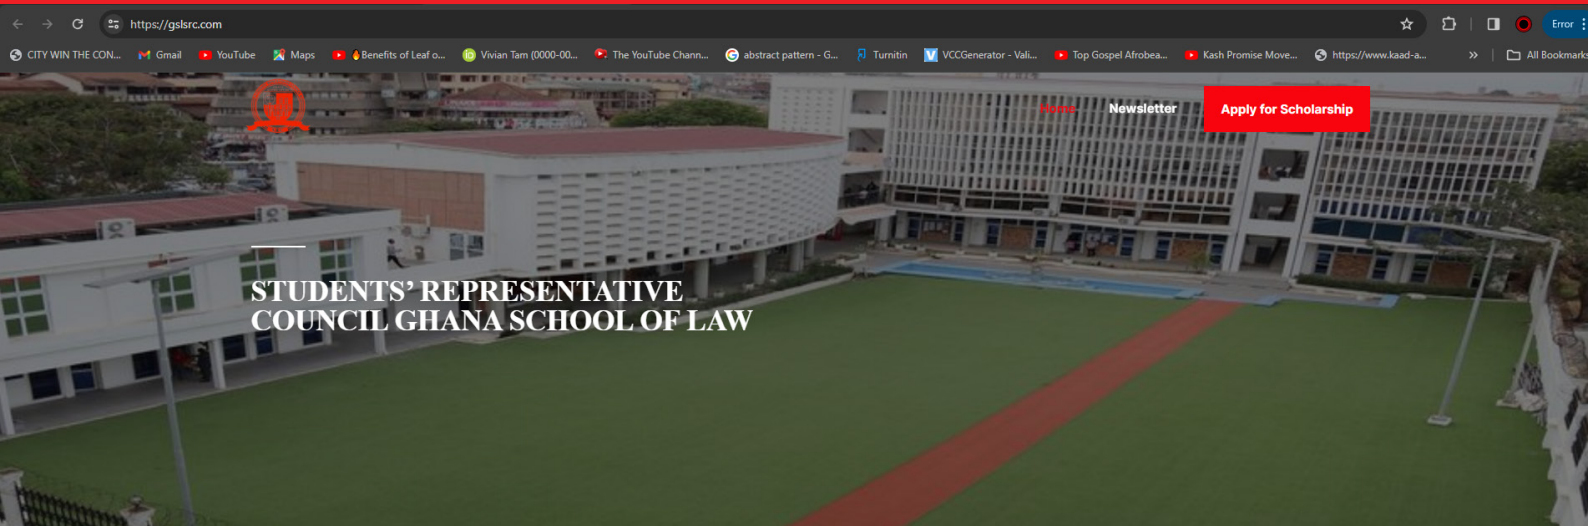 https://gslsrc.com
Error
CITY WIN THE CON...
Gmail
YouTube
Maps
🔥Benefits of Leaf o...
Vivian Tam (0000-00...
The YouTube Chann...
abstract pattern - G...
Turnitin
VCCGenerator - Vali...
Top Gospel Afrobea...
Kash Promise Move...
https://www.kaad-a...
»
All Bookmarks
Home
Newsletter
Apply for Scholarship
STUDENTS’ REPRESENTATIVE
COUNCIL GHANA SCHOOL OF LAW